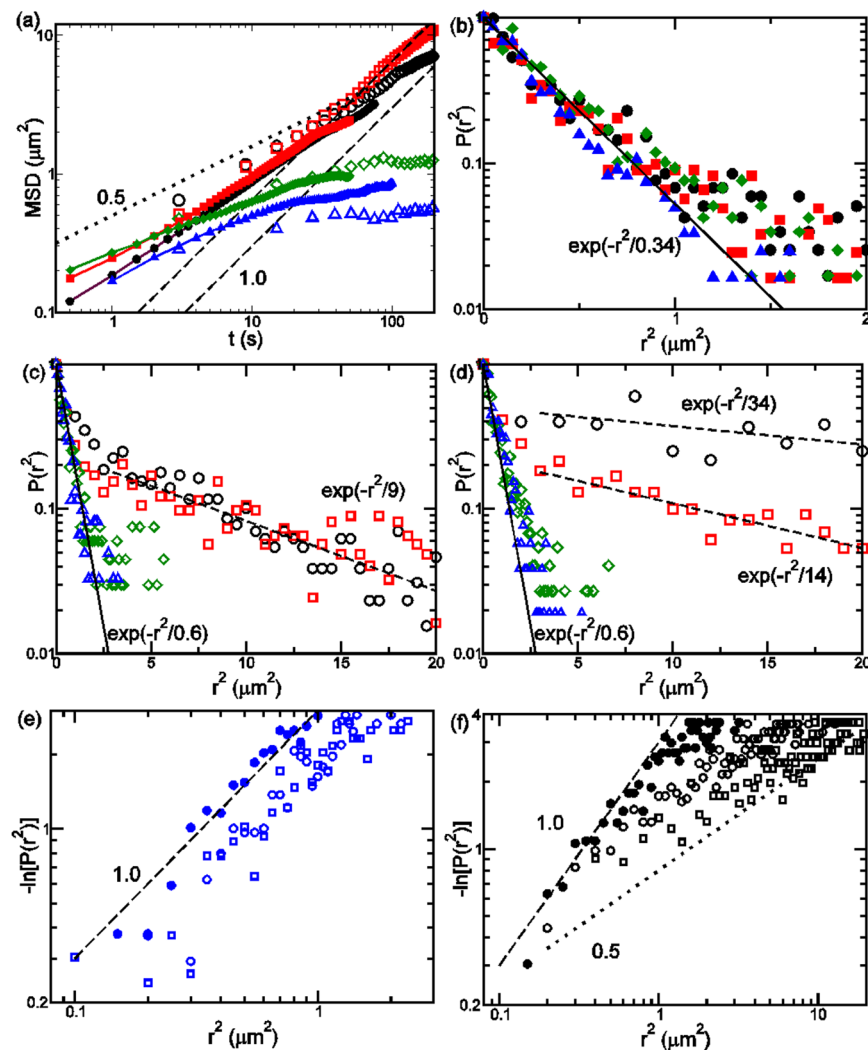 (a)
10
1
0.1
MSD (μm²)
0.5
1.0
1
10
100
t (s)
(b)
1
0.1
0.01
P(r²)
exp(-r²/0.34)
0
1
2
r² (μm²)
(c)
1
0.1
0.01
P(r²)
exp(-r²/9)
exp(-r²/0.6)
0
5
10
15
20
r² (μm²)
(d)
1
0.1
0.01
P(r²)
exp(-r²/34)
exp(-r²/14)
exp(-r²/0.6)
0
5
10
15
20
r² (μm²)
(e)
1
0.2
-ln[P(r²)]
1.0
0.1
1
r² (μm²)
(f)
4
1
0.2
-ln[P(r²)]
1.0
0.5
0.1
1
10
r² (μm²)